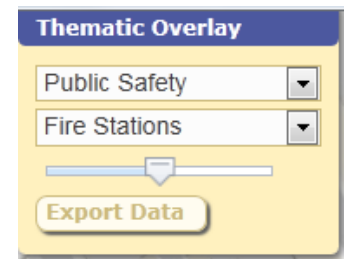 Thematic Overlay
Public Safety
Fire Stations
Export Data